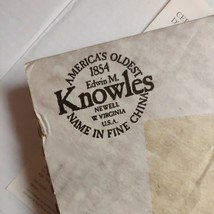 AMERICA'S OLDEST
1854
Edwin M.
Knowles
NEWELL
W VIRGINIA
U.S.A.
NAME IN FINE CHINA